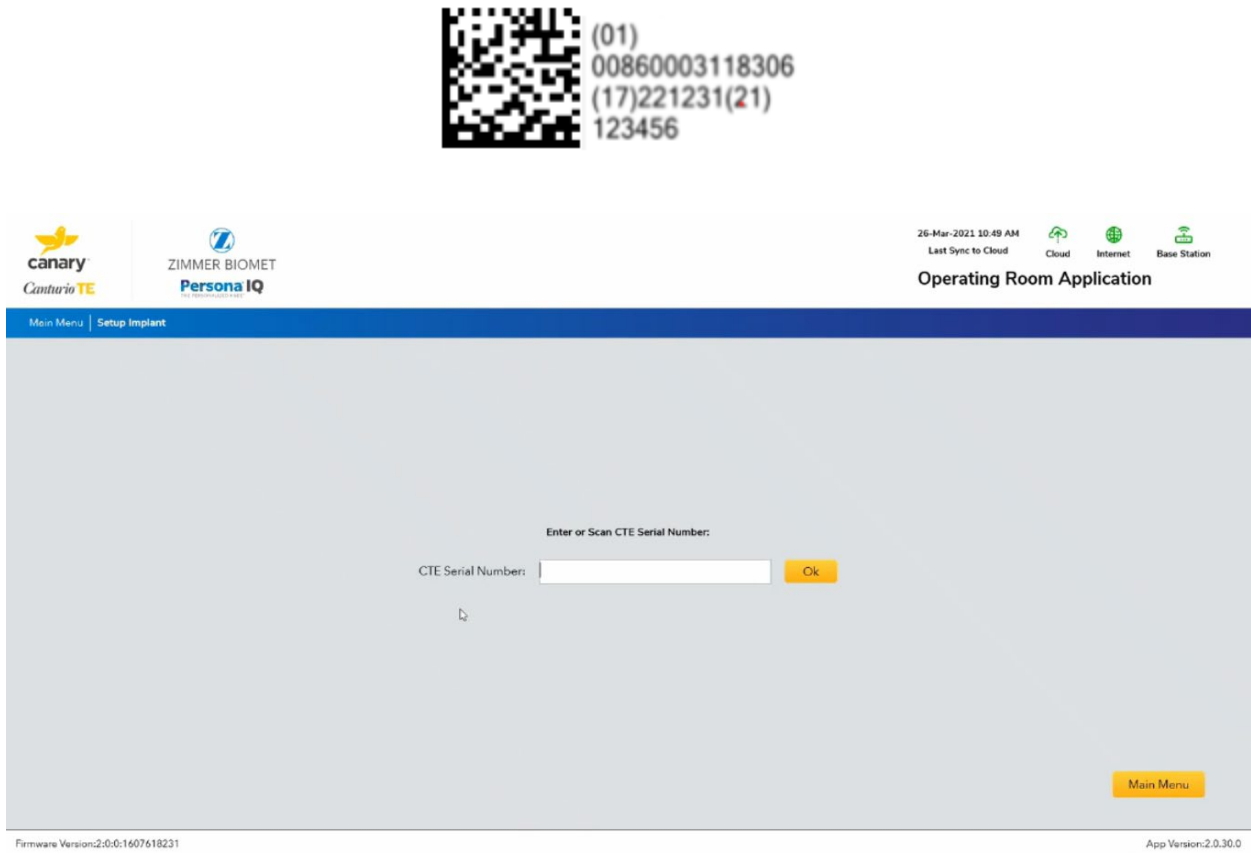 (01)
00860003118306
(17)221231(21)
123456
canary
Canturio TE
ZIMMER BIOMET
Persona IQ
26-Mar-2021 10:49 AM
Last Sync to Cloud
Cloud
Internet
Base Station
Operating Room Application
Main Menu | Setup Implant
Enter or Scan CTE Serial Number:
CTE Serial Number:
Ok
Main Menu
Firmware Version:2:0:0:1607618231
App Version:2.0.30.0